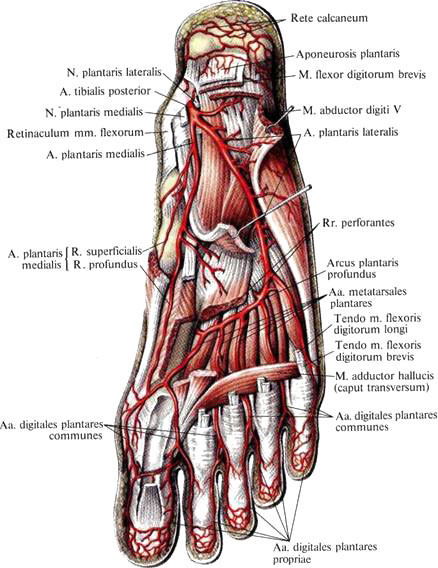 Rete calcaneum
Aponeurosis plantaris
M. flexor digitorum brevis
N. plantaris lateralis
A. tibialis posterior
N. plantaris medialis
Retinaculum mm. flexorum
A. plantaris medialis
M. abductor digiti V
A. plantaris lateralis
Rr. perforantes
A. plantaris medialis { R. superficialis
R. profundus
Arcus plantaris
profundus
Aa. metatarsales
plantares
Tendo m. flexoris
digitorum longi
Tendo m. flexoris
digitorum brevis
M. adductor hallucis
(caput transversum)
Aa. digitales plantares
communes
Aa. digitales plantares
communes
Aa. digitales plantares
propriae